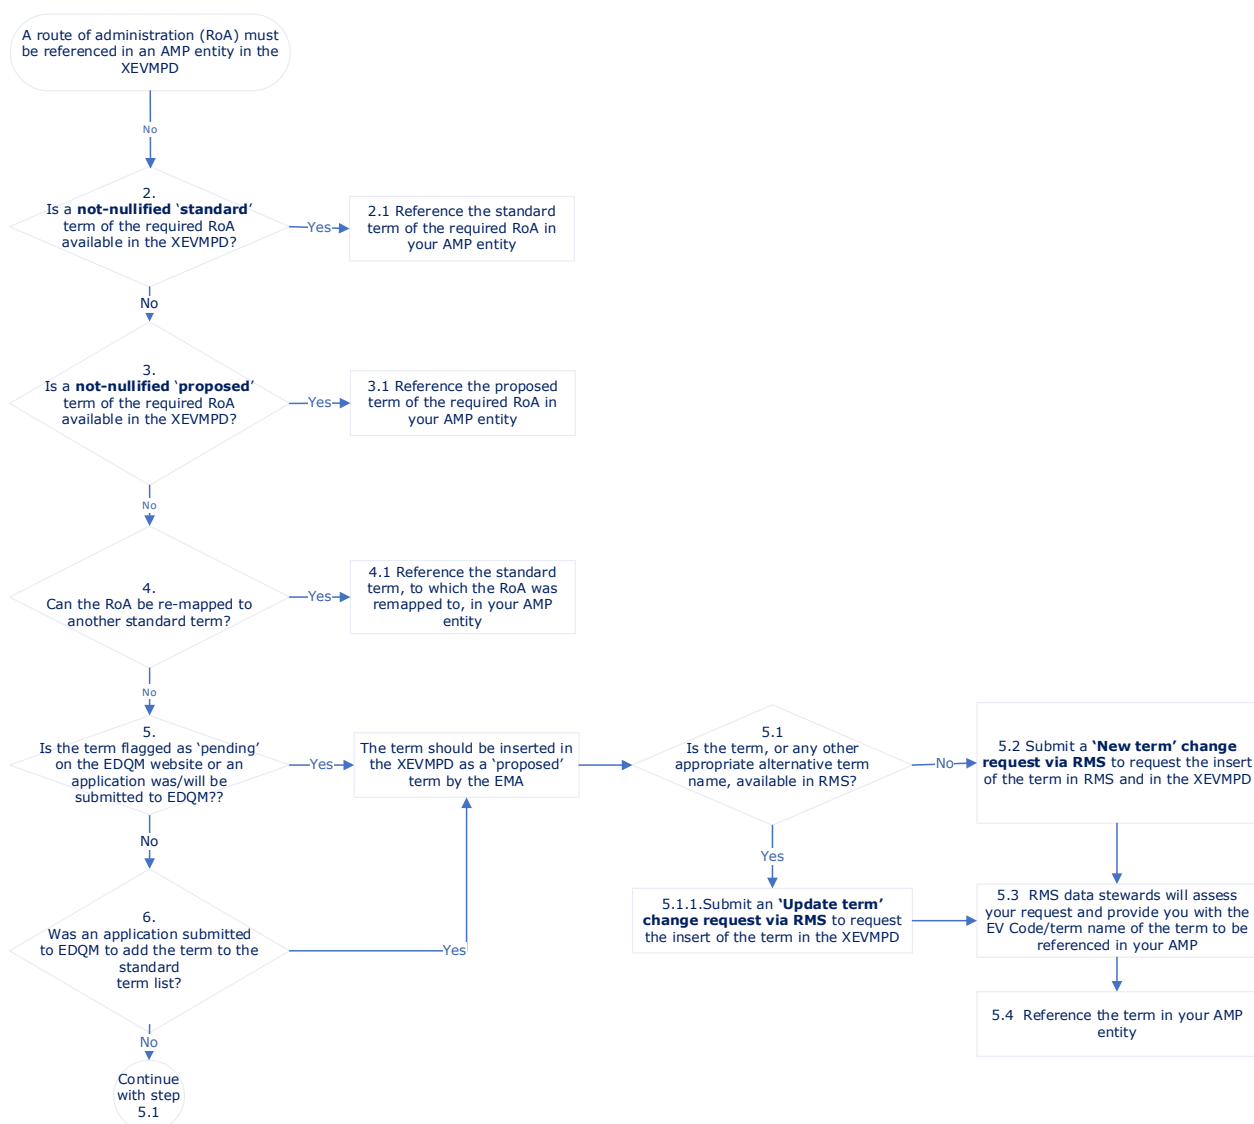 A route of administration (RoA) must
be referenced in an AMP entity in the
XEVMPD
No
2.
Is a not-nullified ‘standard’
term of the required RoA
available in the XEVMPD?
Yes
2.1 Reference the standard
term of the required RoA in
your AMP entity
No
3.
Is a not-nullified ‘proposed’
term of the required RoA
available in the XEVMPD?
Yes
3.1 Reference the proposed
term of the required RoA in
your AMP entity
No
4.
Can the RoA be re-mapped to
another standard term?
Yes
4.1 Reference the standard
term, to which the RoA was
remapped to, in your AMP
entity
No
5.
Is the term flagged as ‘pending’
on the EDQM website or an
application was/will be
submitted to EDQM??
Yes
The term should be inserted in
the XEVMPD as a ‘proposed’
term by the EMA
5.1
Is the term, or any other
appropriate alternative term
name, available in RMS?
No
5.2 Submit a ‘New term’ change
request via RMS to request the insert
of the term in RMS and in the XEVMPD
Yes
5.1.1.Submit an ‘Update term’
change request via RMS to request
the insert of the term in the XEVMPD
5.3 RMS data stewards will assess
your request and provide you with the
EV Code/term name of the term to be
referenced in your AMP
5.4 Reference the term in your AMP
entity
No
6.
Was an application submitted
to EDQM to add the term to the
standard
term list?
Yes
No
Continue
with step
5.1